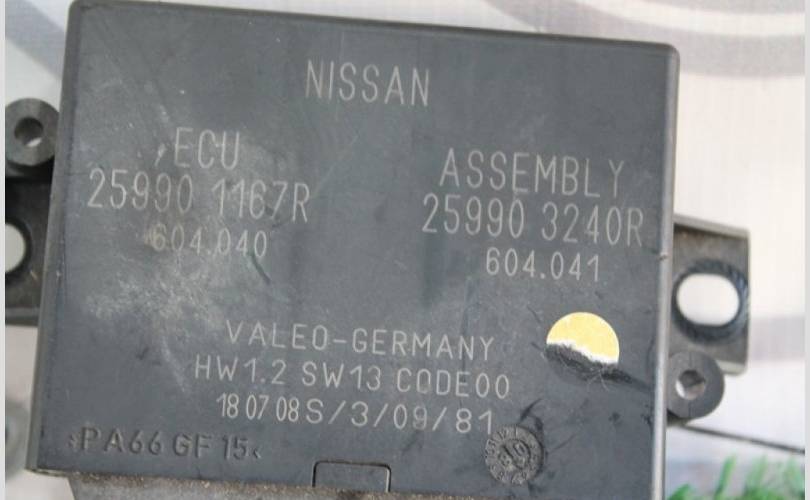 NISSAN
ECU
25990 1167R
604.040
ASSEMBLY
25990 3240R
604.041
VALEO-GERMANY
HW1.2 SW13 CODE00
18 07 08 S/3/09/81
>PA66 GF 15<